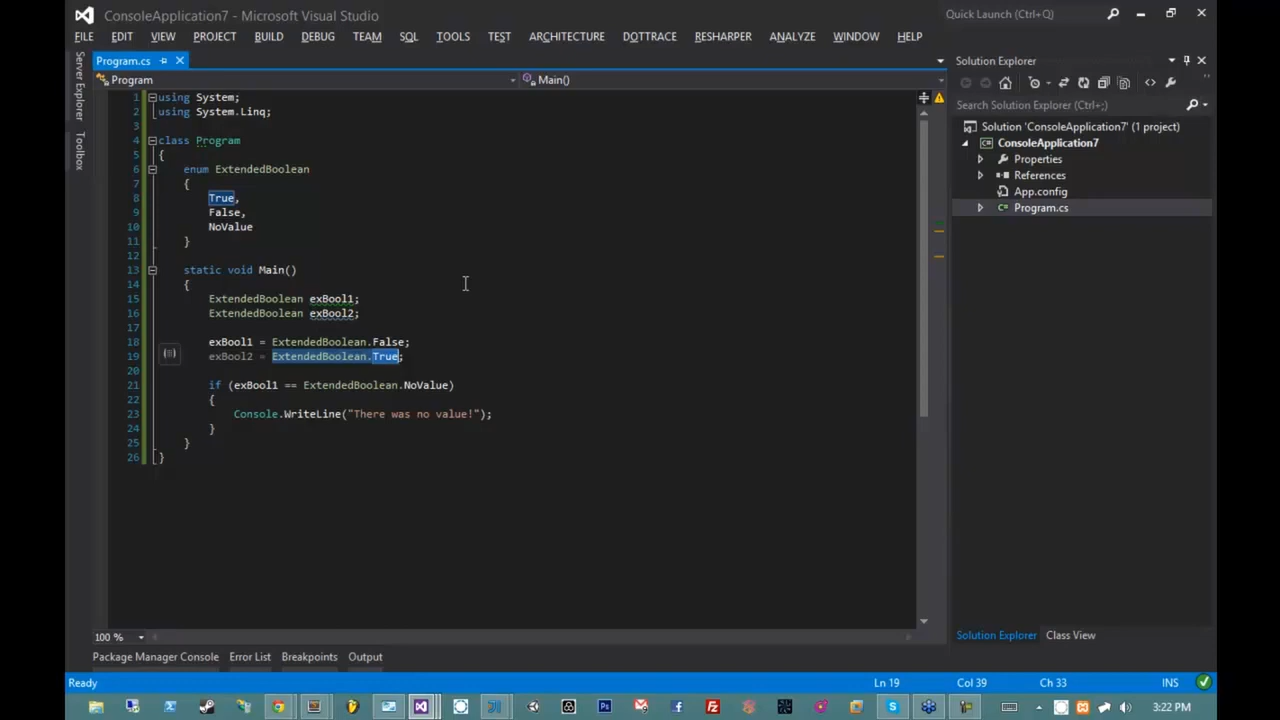 ConsoleApplication7 - Microsoft Visual Studio
Quick Launch (Ctrl+Q)
FILE EDIT VIEW PROJECT BUILD DEBUG TEAM SQL TOOLS TEST ARCHITECTURE DOTTRACE RESHARPER ANALYZE WINDOW HELP
Server Explorer
Toolbox
Program.cs
Program
Main()
1 using System;
2 using System.Linq;
3
4 class Program
5 {
6 enum ExtendedBoolean
7 {
8 True,
9 False,
10 NoValue
11 }
12
13 static void Main()
14 {
15 ExtendedBoolean exBool1;
16 ExtendedBoolean exBool2;
17
18 exBool1 = ExtendedBoolean.False;
19 exBool2 = ExtendedBoolean.True;
20
21 if (exBool1 == ExtendedBoolean.NoValue)
22 {
23 Console.WriteLine("There was no value!");
24 }
25 }
26 }
100 %
Solution Explorer
Search Solution Explorer (Ctrl+;)
Solution 'ConsoleApplication7' (1 project)
ConsoleApplication7
Properties
References
App.config
C# Program.cs
Solution Explorer Class View
Package Manager Console Error List Breakpoints Output
Ready
Ln 19 Col 39 Ch 33 INS
3:22 PM